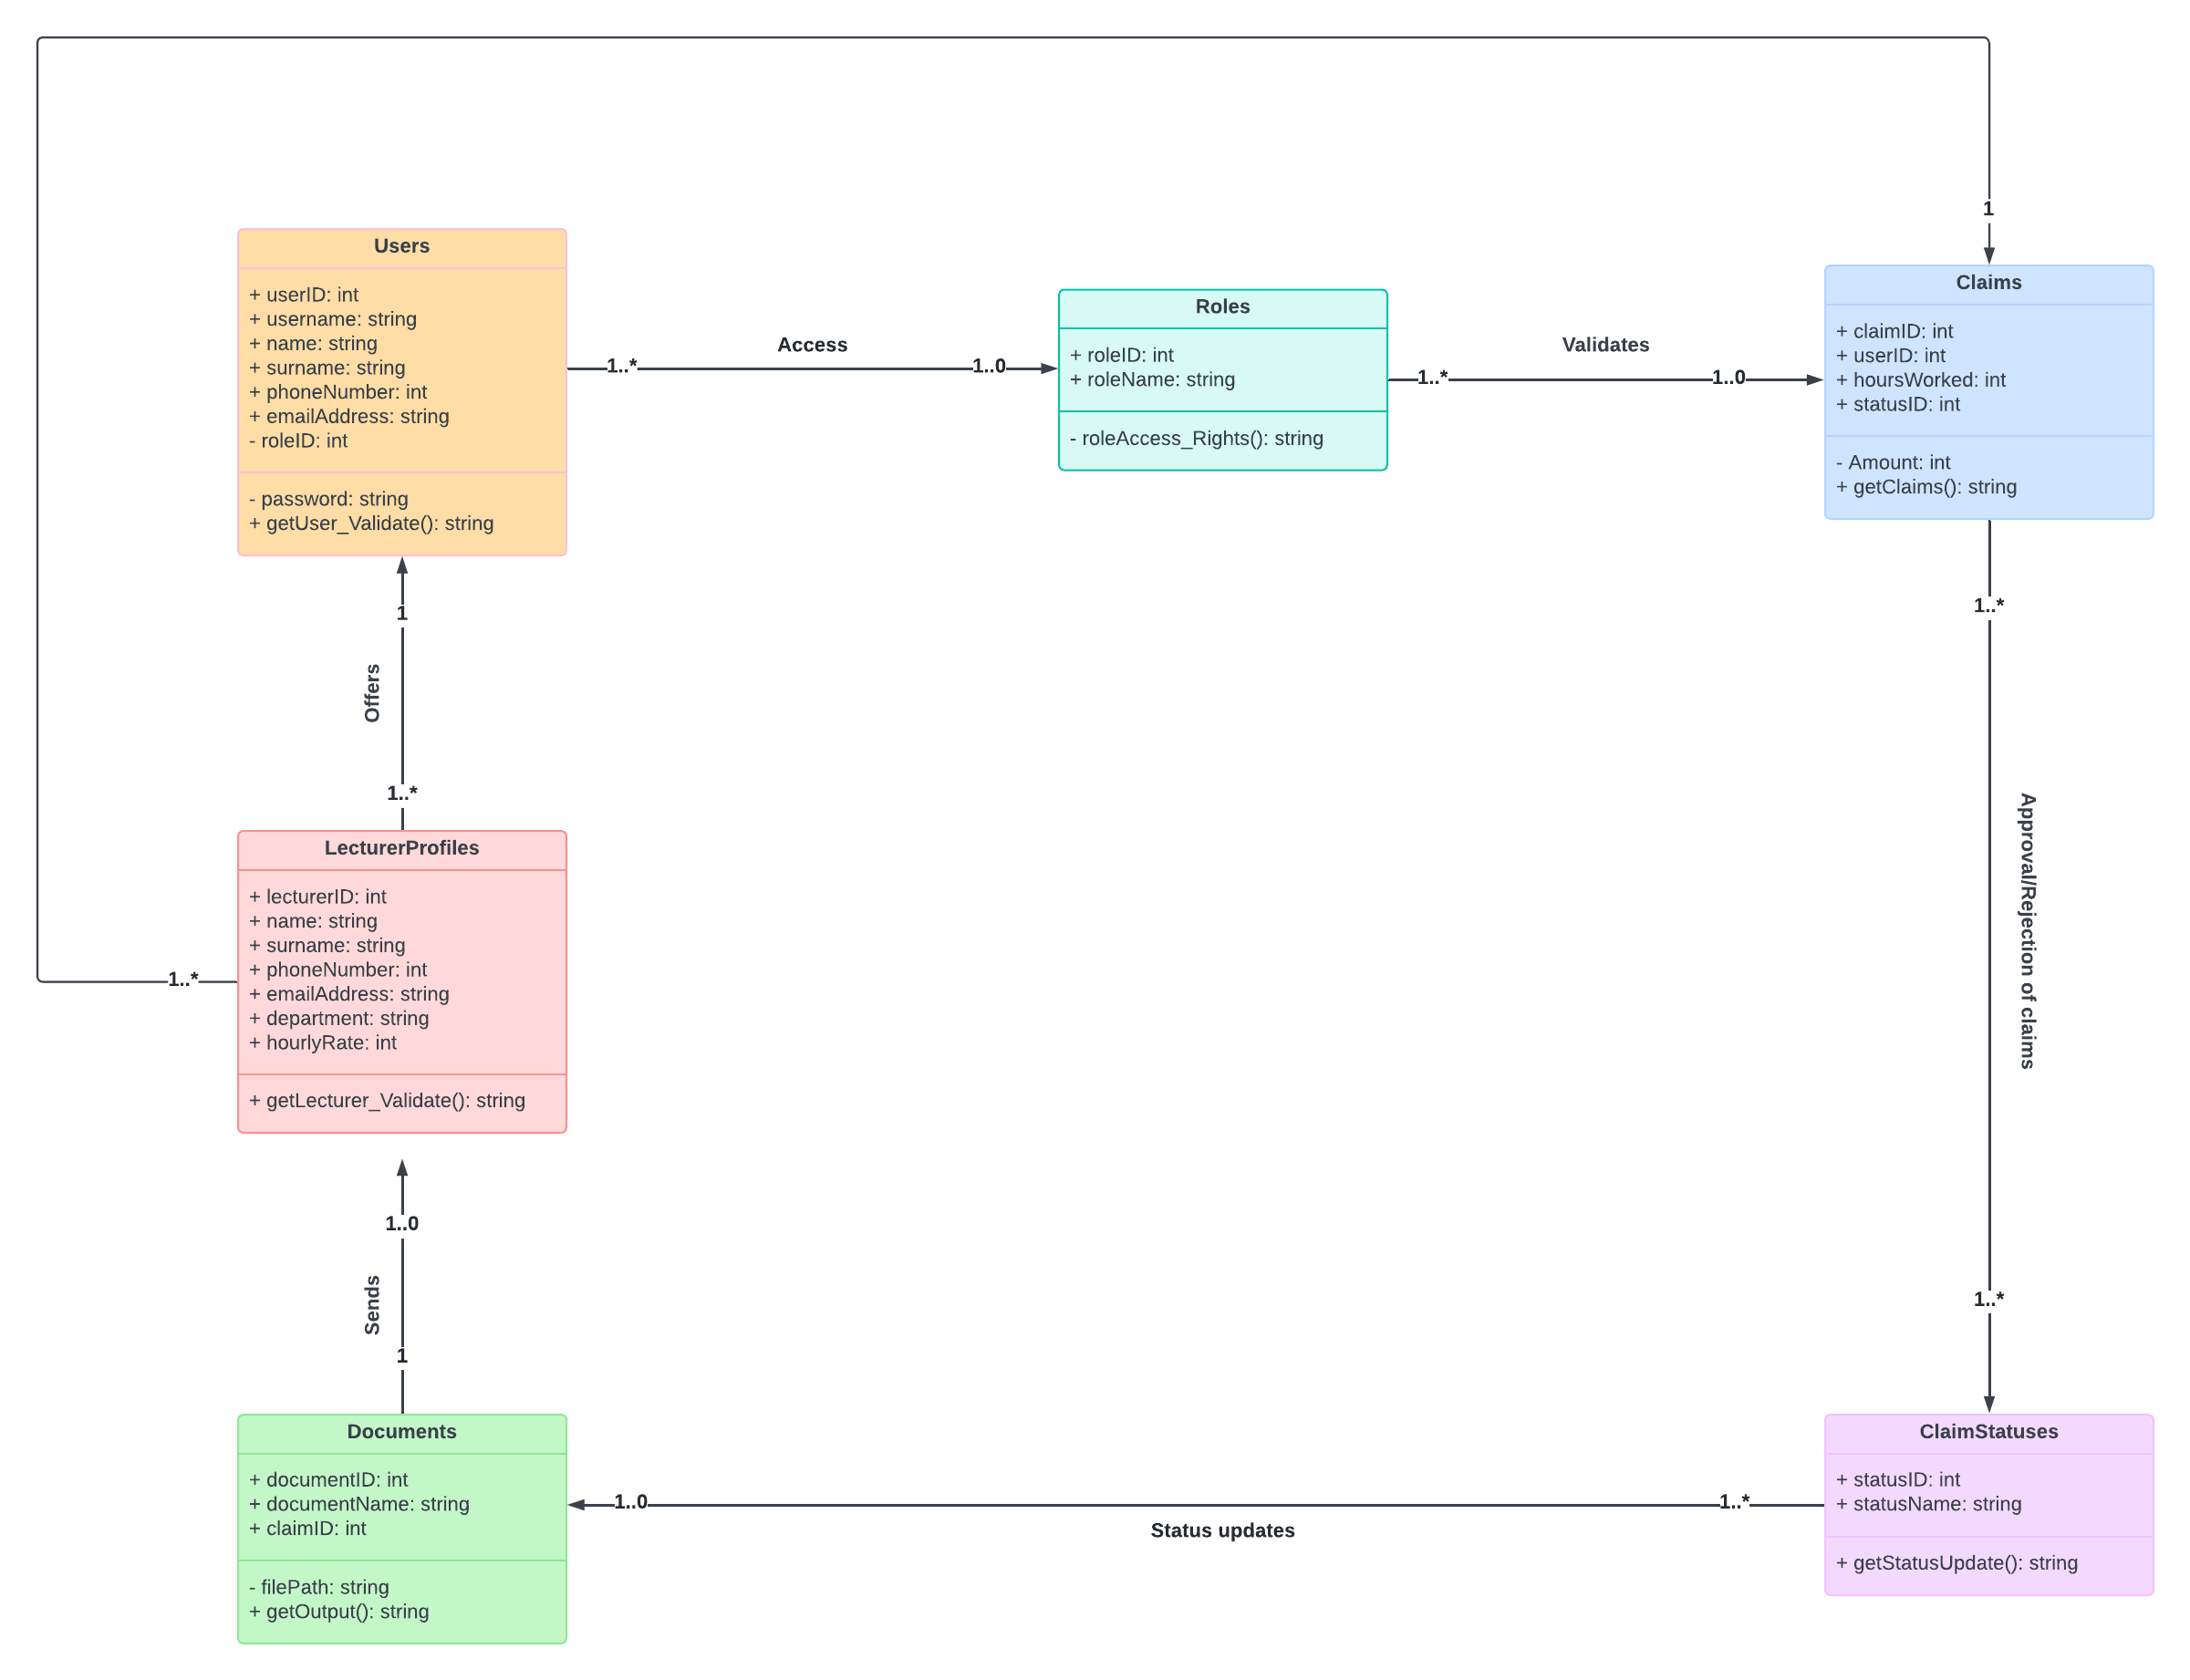 1
Users
+ userID: int
+ username: string
+ name: string
+ surname: string
+ phoneNumber: int
+ emailAddress: string
- roleID: int
- password: string
+ getUser_Validate(): string
1..*
Access
1..0
Roles
+ roleID: int
+ roleName: string
- roleAccess_Rights(): string
1..*
Validates
1..0
Claims
+ claimID: int
+ userID: int
+ hoursWorked: int
+ statusID: int
- Amount: int
+ getClaims(): string
1
Offers
1..*
1..*
Approval/Rejection of claims
1..*
LecturerProfiles
+ lecturerID: int
+ name: string
+ surname: string
+ phoneNumber: int
+ emailAddress: string
+ department: string
+ hourlyRate: int
+ getLecturer_Validate(): string
1..*
1..0
Sends
1
Documents
+ documentID: int
+ documentName: string
+ claimID: int
- filePath: string
+ getOutput(): string
1..0
Status updates
1..*
ClaimStatuses
+ statusID: int
+ statusName: string
+ getStatusUpdate(): string